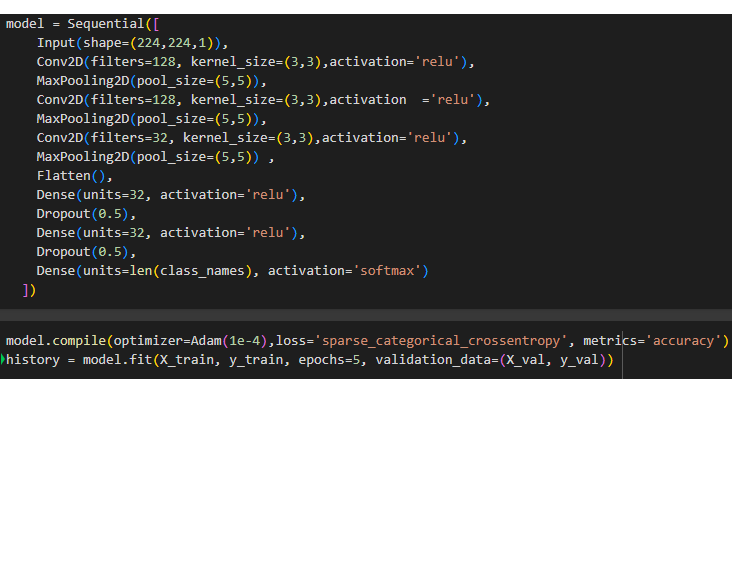 model = Sequential([
    Input(shape=(224,224,1)),
    Conv2D(filters=128, kernel_size=(3,3),activation='relu'),
    MaxPooling2D(pool_size=(5,5)),
    Conv2D(filters=128, kernel_size=(3,3),activation  ='relu'),
    MaxPooling2D(pool_size=(5,5)),
    Conv2D(filters=32, kernel_size=(3,3),activation='relu'),
    MaxPooling2D(pool_size=(5,5)) ,
    Flatten(),
    Dense(units=32, activation='relu'),
    Dropout(0.5),
    Dense(units=32, activation='relu'),
    Dropout(0.5),
    Dense(units=len(class_names), activation='softmax')
  ])
model.compile(optimizer=Adam(1e-4),loss='sparse_categorical_crossentropy', metrics='accuracy')
history = model.fit(X_train, y_train, epochs=5, validation_data=(X_val, y_val))